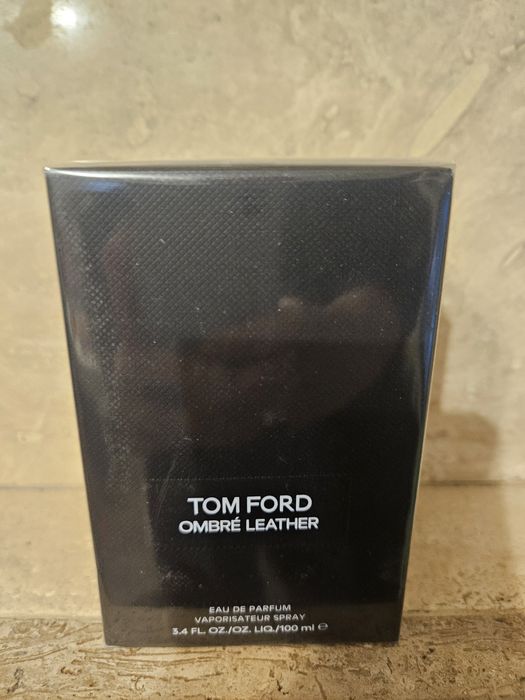 TOM FORD
OMBRÉ LEATHER
EAU DE PARFUM
VAPORISATEUR SPRAY
3.4 FL. OZ./OZ. LIQ./100 ml ℮